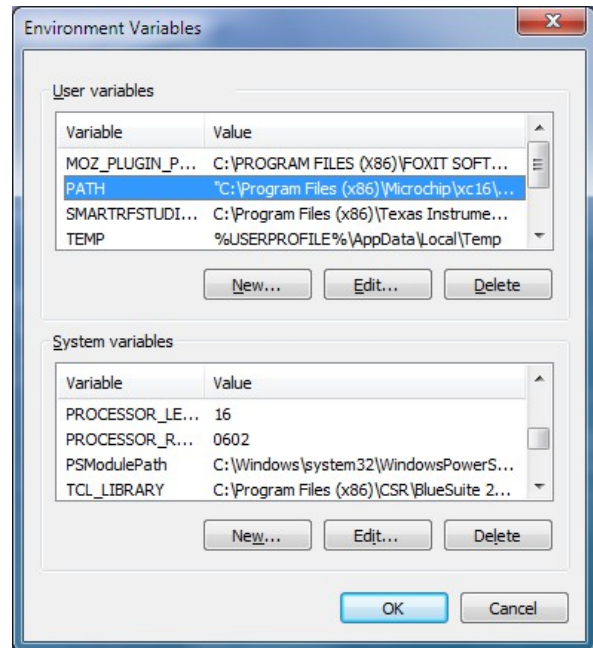 Environment Variables
User variables
Variable Value
MOZ_PLUGIN_P... C:\PROGRAM FILES (X86)\FOXIT SOFT...
PATH "C:\Program Files (x86)\Microchip\xc16\...
SMARTRFSTUDI... C:\Program Files (x86)\Texas Instrume...
TEMP %USERPROFILE%\AppData\Local\Temp
New... Edit... Delete
System variables
Variable Value
PROCESSOR_LE... 16
PROCESSOR_R... 0602
PSModulePath C:\Windows\system32\WindowsPowerS...
TCL_LIBRARY C:\Program Files (x86)\CSR\BlueSuite 2...
New... Edit... Delete
OK Cancel